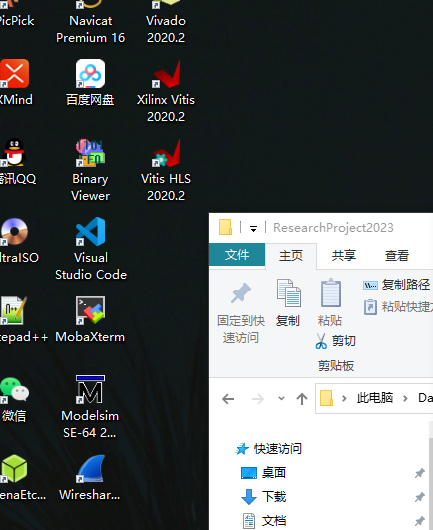 PicPick
Navicat
Premium 16
Vivado
2020.2
XMind
百度网盘
Xilinx Vitis
2020.2
腾讯QQ
Binary
Viewer
Vitis HLS
2020.2
UltraISO
Visual
Studio Code
Notepad++
MobaXterm
微信
Modelsim
SE-64 2...
enaEtc...
Wireshar...
ResearchProject2023
文件
主页
共享
查看
固定到快
速访问
复制
粘贴
复制路径
粘贴快捷方
剪切
剪贴板
此电脑
Da
快速访问
桌面
下载
文档